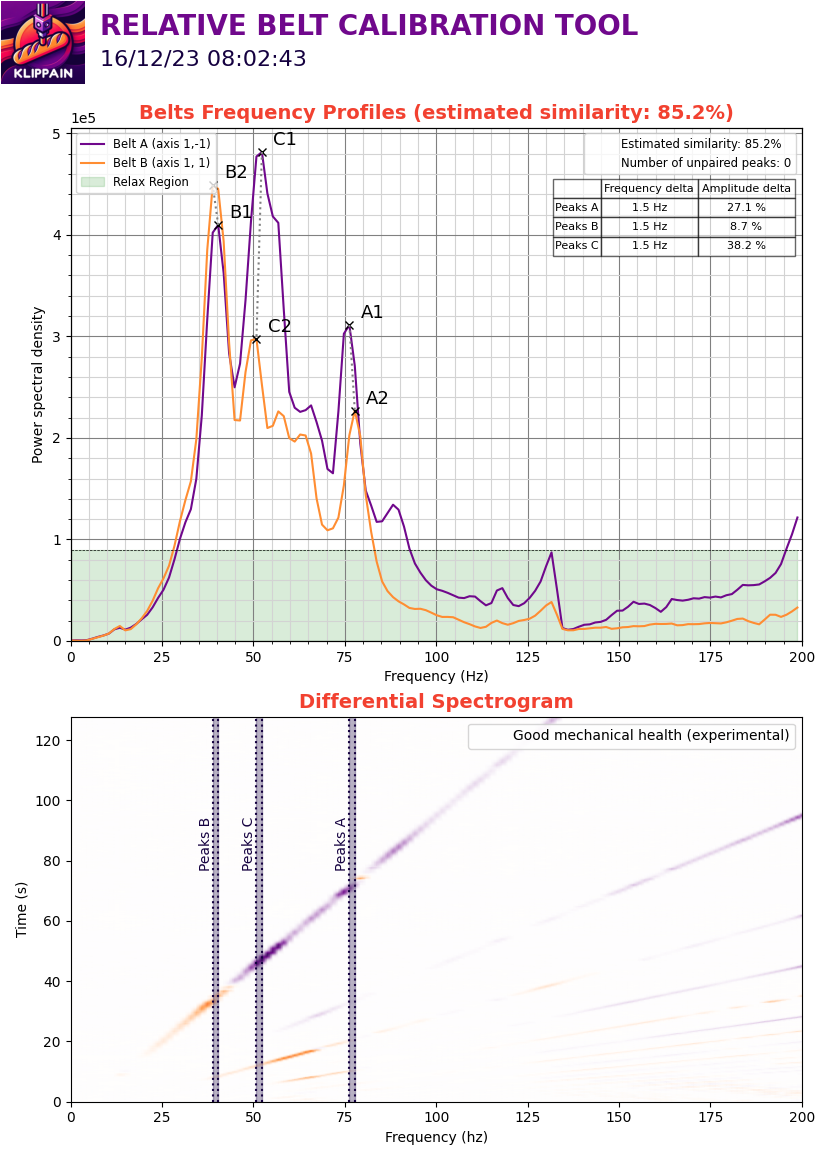 KLIPPAIN
RELATIVE BELT CALIBRATION TOOL
16/12/23 08:02:43
Belts Frequency Profiles (estimated similarity: 85.2%)
1e5
Belt A (axis 1,-1)
Belt B (axis 1, 1)
Relax Region
Estimated similarity: 85.2%
Number of unpaired peaks: 0
Frequency delta Amplitude delta
Peaks A 1.5 Hz 27.1 %
Peaks B 1.5 Hz 8.7 %
Peaks C 1.5 Hz 38.2 %
C1
B2
B1
C2
A1
A2
5
4
3
2
1
0
Power spectral density
0 25 50 75 100 125 150 175 200
Frequency (Hz)
Differential Spectrogram
Good mechanical health (experimental)
Peaks B
Peaks C
Peaks A
120
100
80
60
40
20
0
Time (s)
0 25 50 75 100 125 150 175 200
Frequency (hz)